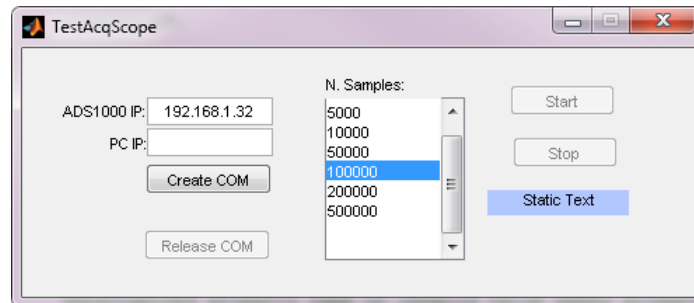 TestAcqScope
ADS1000 IP: 192.168.1.32
PC IP:
Create COM
Release COM
N. Samples:
5000
10000
50000
100000
200000
500000
Start
Stop
Static Text